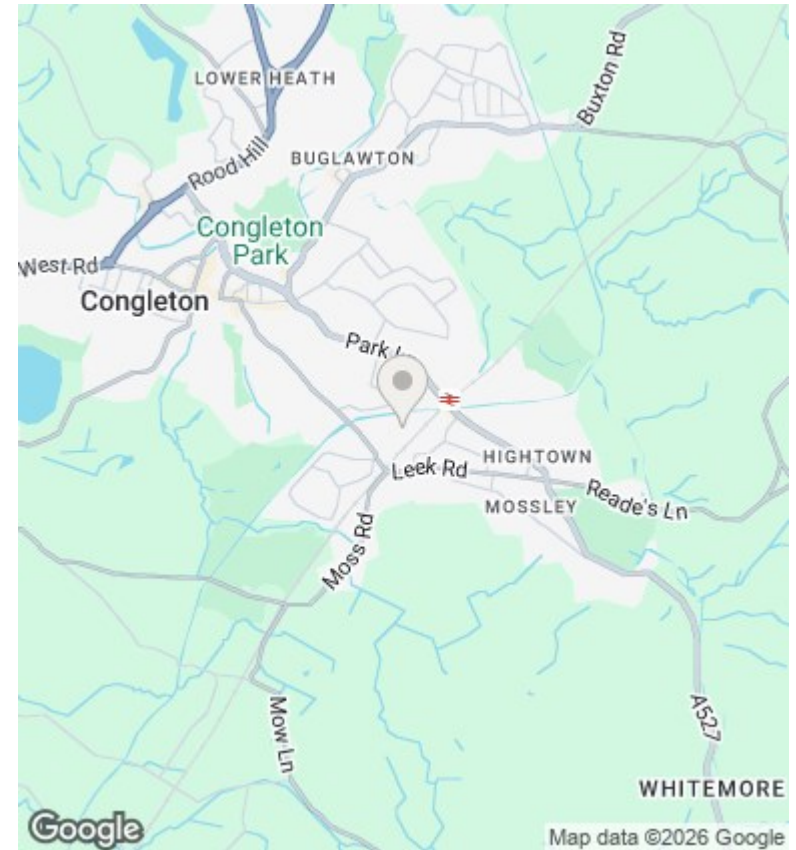 LOWER HEATH
Buxton Rd
Rood Hill
BUGLAWTON
Congleton
Park
West Rd
Congleton
Park
HIGHTOWN
Leek Rd
Reade's Ln
MOSSLEY
Moss Rd
Mow Ln
A527
WHITEMORE
Google
Map data ©2026 Google